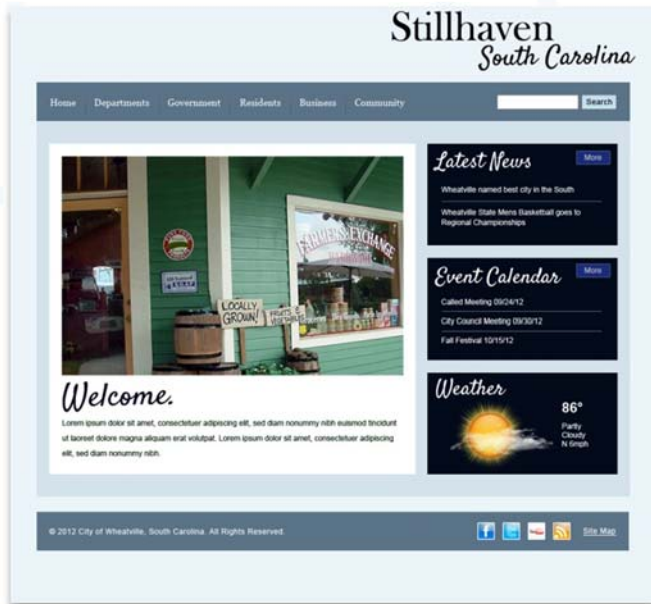 Stillhaven
South Carolina
Home Departments Government Residents Business Community Search
FARMERS EXCHANGE
LOCALLY
GROWN!
FRUITS &
VEGETABLES
Welcome.
Lorem ipsum dolor sit amet, consectetuer adipiscing elit, sed diam nonummy nibh euismod tincidunt
ut laoreet dolore magna aliquam erat volutpat. Lorem ipsum dolor sit amet, consectetuer adipiscing
elit, sed diam nonummy nibh.
Latest News More
Wheatville named best city in the South
Wheatville State Mens Basketball goes to
Regional Championships
Event Calendar More
Called Meeting 09/24/12
City Council Meeting 09/30/12
Fall Festival 10/15/12
Weather
86°
Partly
Cloudy
N 6mph
© 2012 City of Wheatville, South Carolina. All Rights Reserved.
Site Map